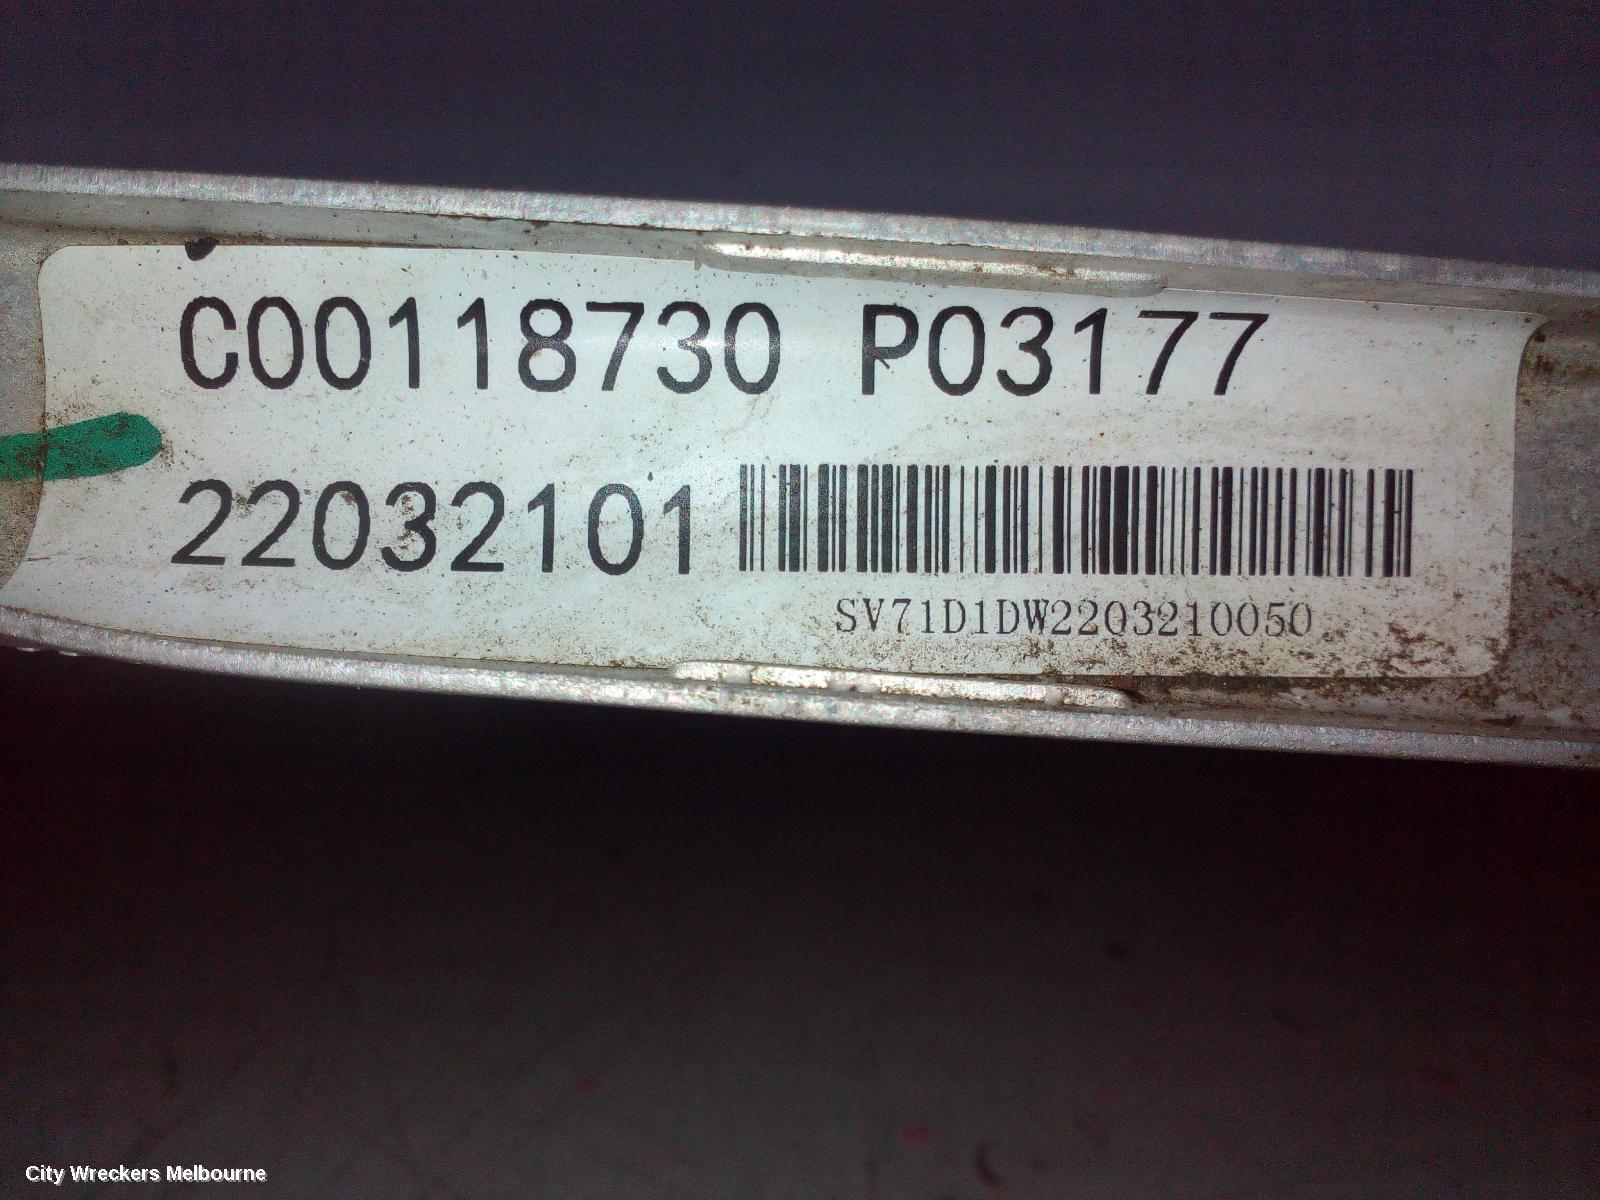 C00118730 P03177
22032101
SV71D1DW2203210050
City Wreckers Melbourne